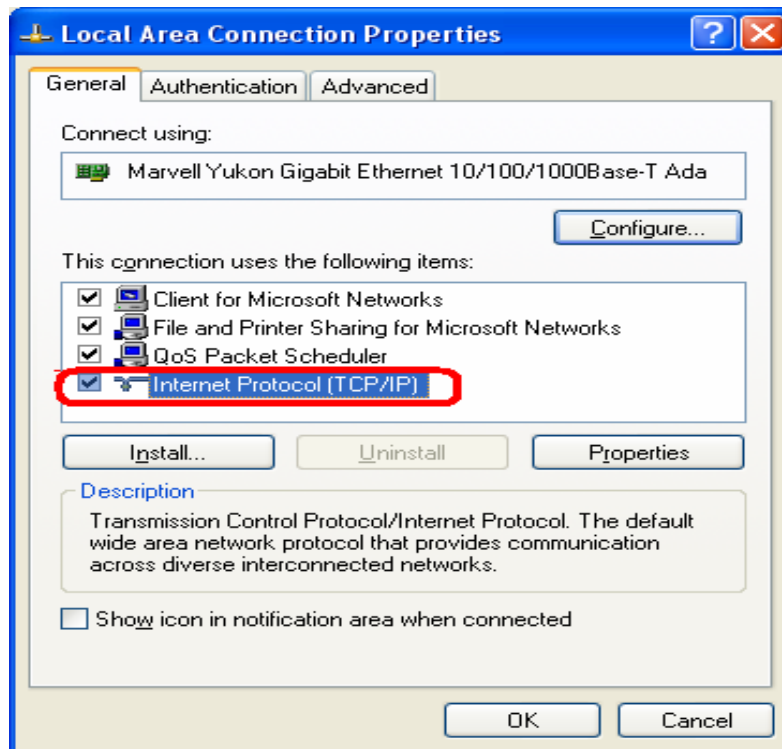 Local Area Connection Properties
General Authentication Advanced
Connect using:
Marvell Yukon Gigabit Ethernet 10/100/1000Base-T Ada
Configure...
This connection uses the following items:
Client for Microsoft Networks
File and Printer Sharing for Microsoft Networks
QoS Packet Scheduler
Internet Protocol (TCP/IP)
Install... Uninstall Properties
Description
Transmission Control Protocol/Internet Protocol. The default
wide area network protocol that provides communication
across diverse interconnected networks.
Show icon in notification area when connected
OK Cancel